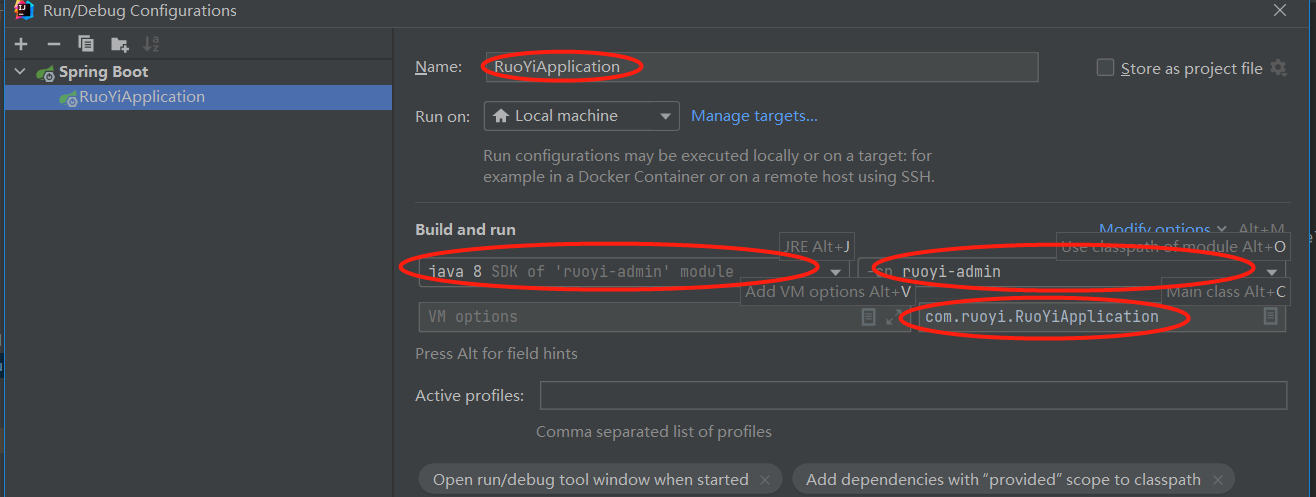 Run/Debug Configurations
Spring Boot
RuoYiApplication
Name: RuoYiApplication
Store as project file
Run on: Local machine Manage targets...
Run configurations may be executed locally or on a target: for
example in a Docker Container or on a remote host using SSH.
Build and run Modify options Alt+M
JRE Alt+J Use classpath of module Alt+O
java 8 SDK of 'ruoyi-admin' module -cp ruoyi-admin
Add VM options Alt+V Main class Alt+C
VM options com.ruoyi.RuoYiApplication
Press Alt for field hints
Active profiles:
Comma separated list of profiles
Open run/debug tool window when started × Add dependencies with “provided” scope to classpath ×